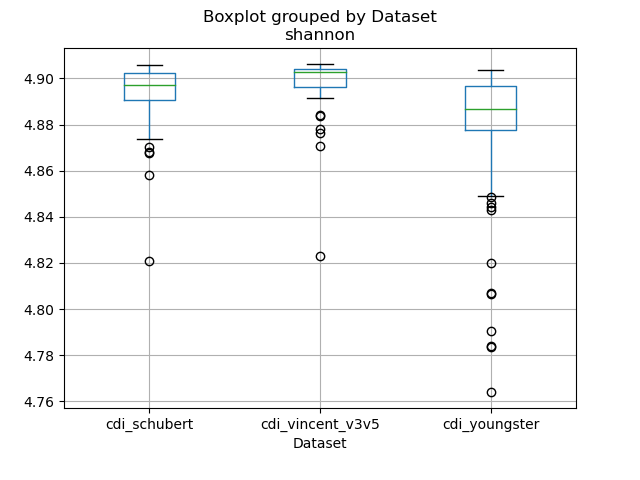 Boxplot grouped by Dataset
shannon
4.90
4.88
4.86
4.84
4.82
4.80
4.78
4.76
cdi_schubert cdi_vincent_v3v5 cdi_youngster
Dataset